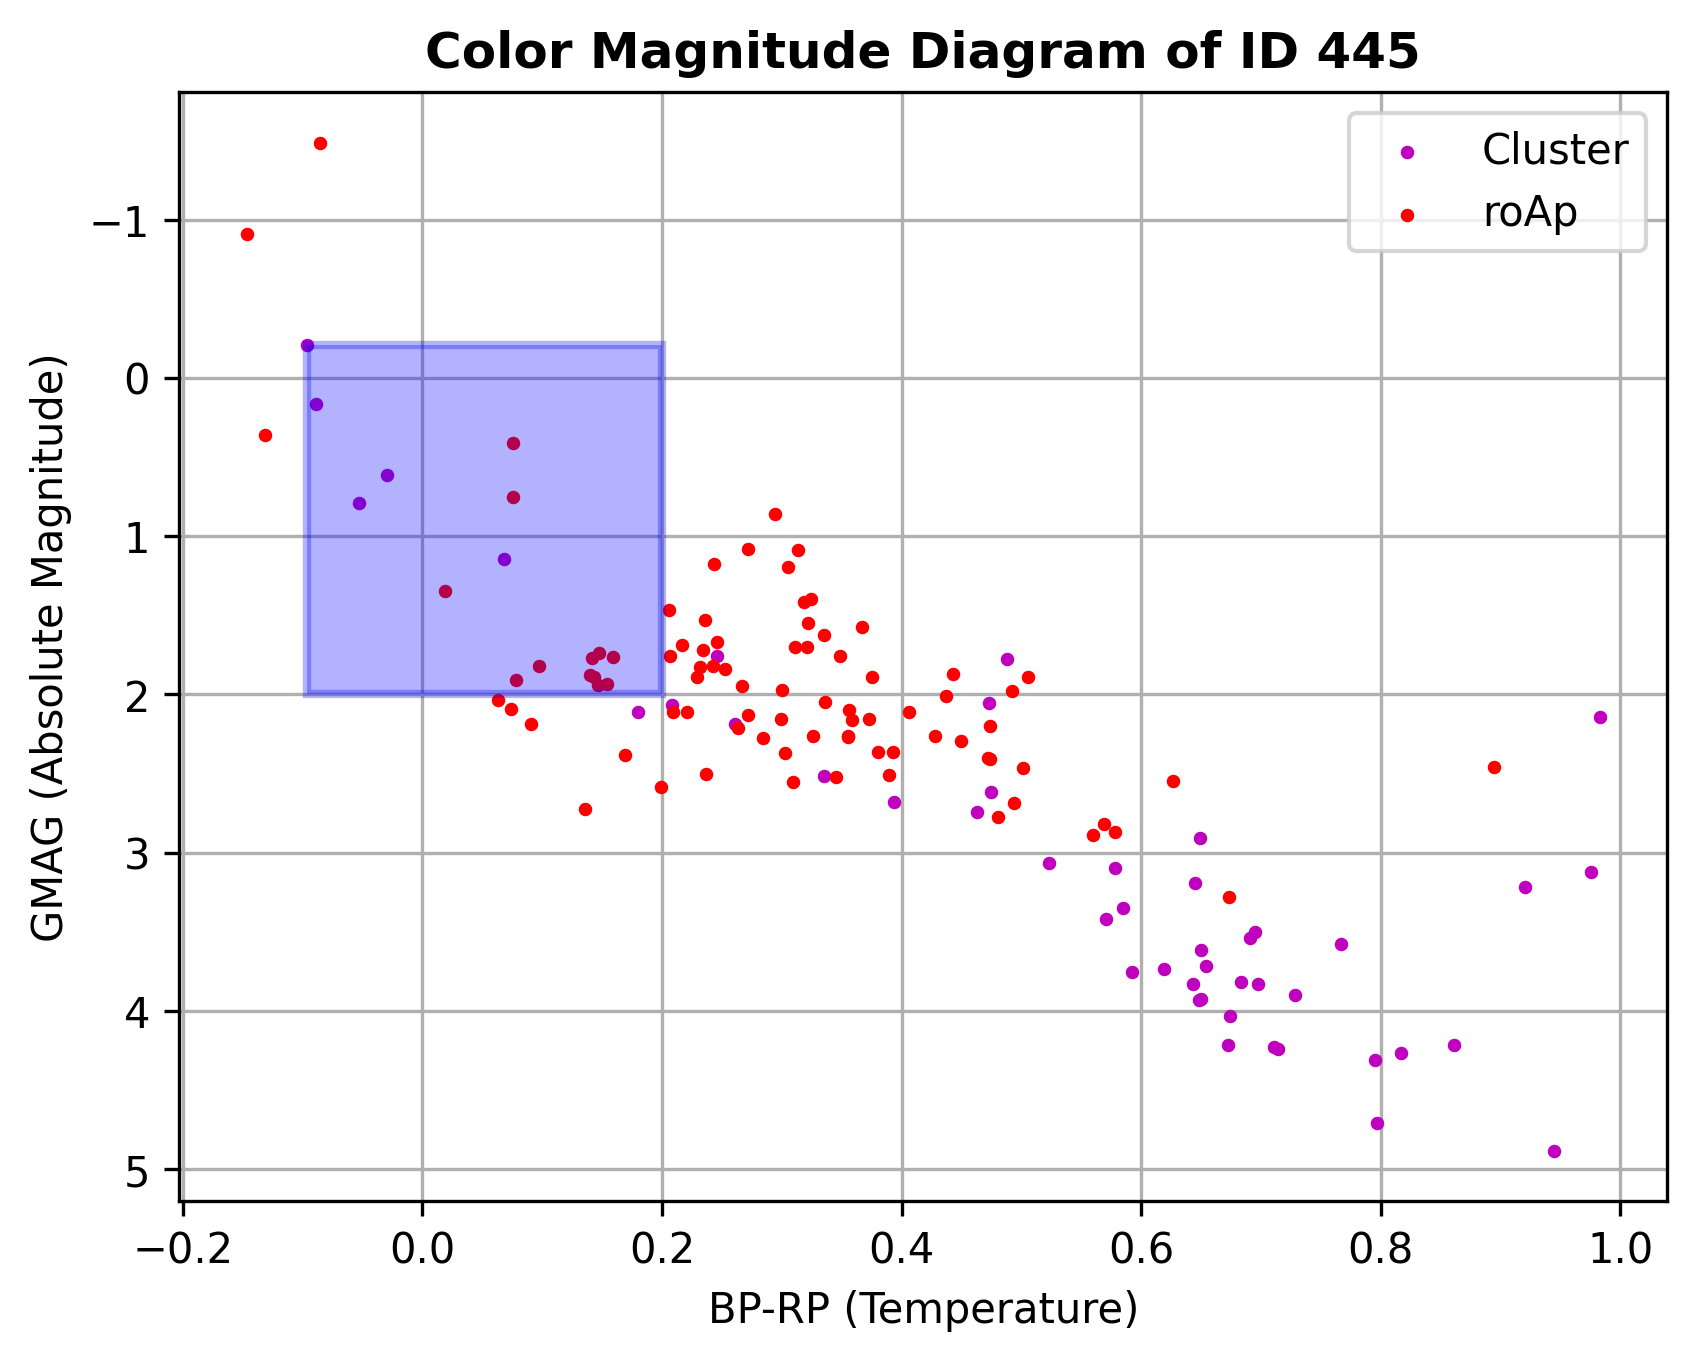 Color Magnitude Diagram of ID 445
Cluster
roAp
GMAG (Absolute Magnitude)
−1
0
1
2
3
4
5
−0.2 0.0 0.2 0.4 0.6 0.8 1.0
BP-RP (Temperature)